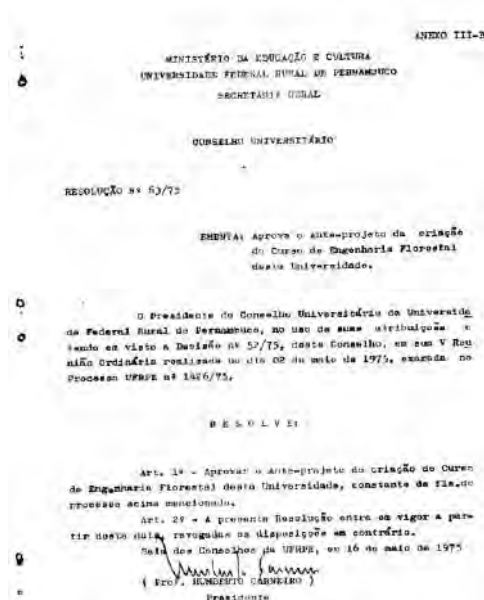 ANEXO III-B
MINISTÉRIO DA EDUCAÇÃO E CULTURA
UNIVERSIDADE FEDERAL RURAL DE PERNAMBUCO
SECRETARIA GERAL
CONSELHO UNIVERSITÁRIO
RESOLUÇÃO Nº 63/75
EMENTA: Aprova o Ante-projeto da criação
do Curso de Engenharia Florestal
desta Universidade.
O Presidente do Conselho Universitário da Universida
de Federal Rural de Pernambuco, no uso de suas atribuições e
tendo em vista a Decisão nº 57/75, deste Conselho, em sua V Reu
nião Ordinária realizada no dia 02 de maio de 1975, exarada no
Processo UFRPE nº 1426/75,
R E S O L V E:
Art. 1º - Aprovar o Ante-projeto de criação do Curso
de Engenharia Florestal desta Universidade, constante de fls.do
processo acima mencionado.
Art. 2º - A presente Resolução entra em vigor a par-
tir desta data, revogadas as disposições em contrário.
Sala dos Conselhos da UFRPE, em 16 de maio de 1975
( Prof. HUMBERTO CARNEIRO )
Presidente